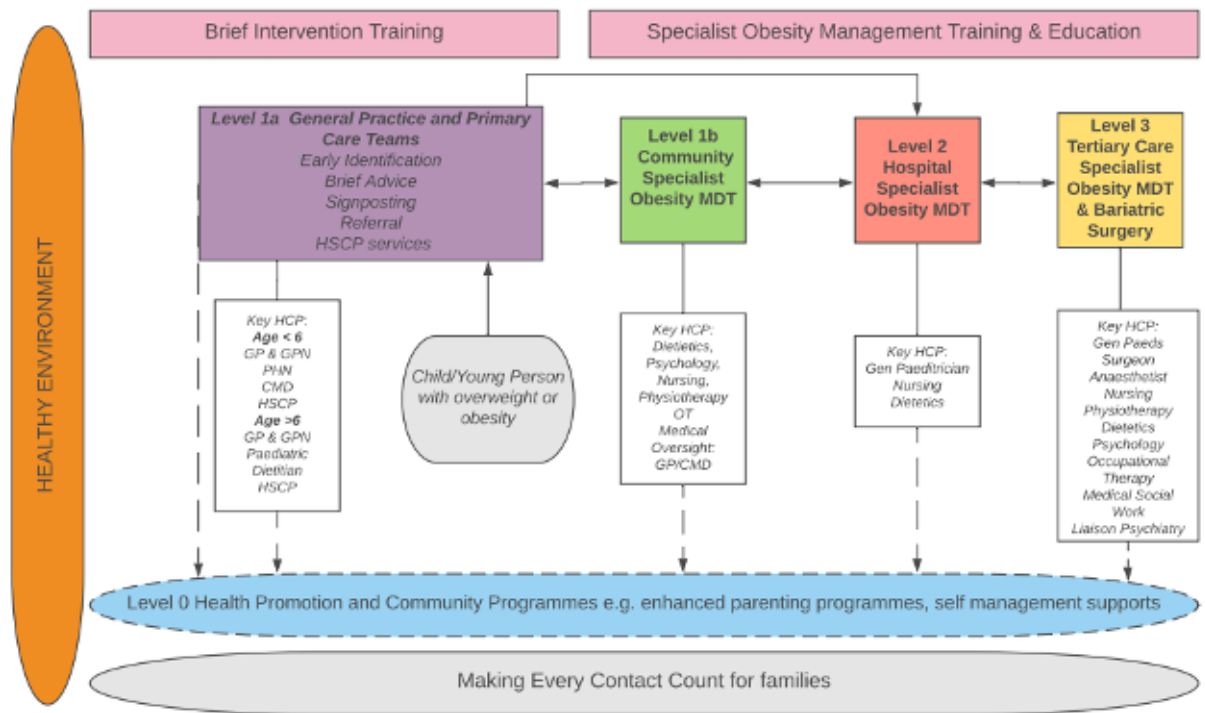 HEALTHY ENVIRONMENT
Brief Intervention Training
Specialist Obesity Management Training & Education
Level 1a General Practice and Primary
Care Teams
Early Identification
Brief Advice
Signposting
Referral
HSCP services
Level 1b
Community
Specialist
Obesity MDT
Level 2
Hospital
Specialist
Obesity MDT
Level 3
Tertiary Care
Specialist
Obesity MDT
& Bariatric
Surgery
Key HCP:
Age < 6
GP & GPN
PHN
CMD
HSCP
Age >6
GP & GPN
Paediatric
Dietitian
HSCP
Child/Young Person
with overweight or
obesity
Key HCP:
Dietietics,
Psychology,
Nursing,
Physiotherapy
OT
Medical
Oversight:
GP/CMD
Key HCP:
Gen Paeditrician
Nursing
Dietetics
Key HCP:
Gen Paeds
Surgeon
Anaesthetist
Nursing
Physiotherapy
Dietetics
Psychology
Occupational
Therapy
Medical Social
Work
Liaison Psychiatry
Level 0 Health Promotion and Community Programmes e.g. enhanced parenting programmes, self management supports
Making Every Contact Count for families